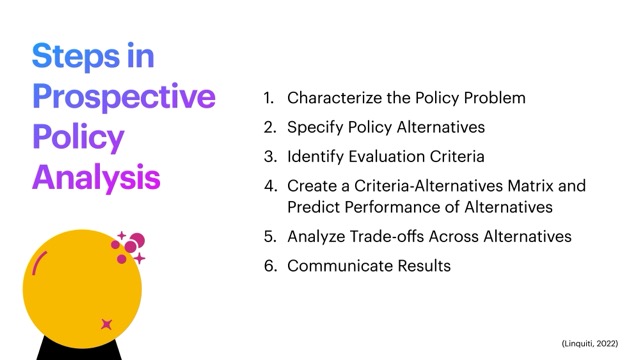 Steps in
Prospective
Policy
Analysis
1. Characterize the Policy Problem
2. Specify Policy Alternatives
3. Identify Evaluation Criteria
4. Create a Criteria-Alternatives Matrix and
Predict Performance of Alternatives
5. Analyze Trade-offs Across Alternatives
6. Communicate Results
(Linquiti, 2022)